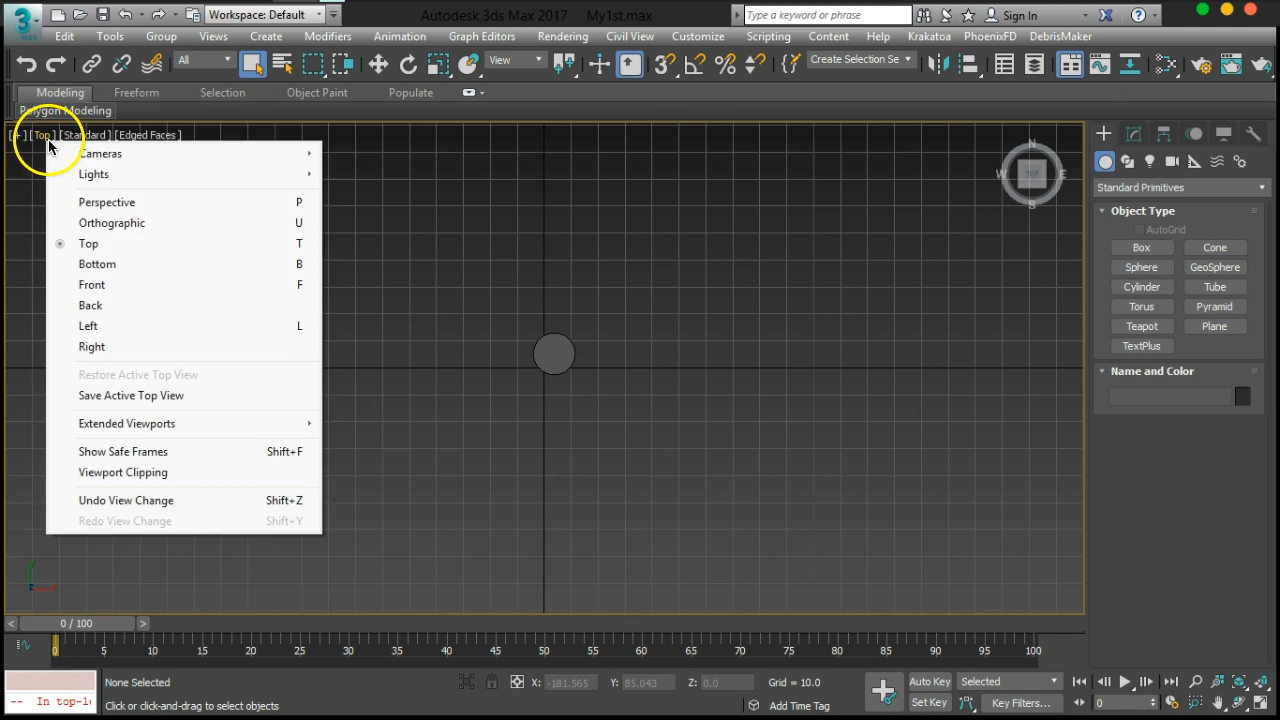 Workspace: Default
Autodesk 3ds Max 2017 My1st.max
Type a keyword or phrase
Sign In
3
MAX
Edit Tools Group Views Create Modifiers Animation Graph Editors Rendering Civil View Customize Scripting Content Help Krakatoa PhoenixFD DebrisMaker
All
View
Create Selection Se
Modeling Freeform Selection Object Paint Populate
Polygon Modeling
[+] [Top] [Standard] [Edged Faces]
Cameras
Lights
Perspective P
Orthographic U
Top T
Bottom B
Front F
Back
Left L
Right
Restore Active Top View
Save Active Top View
Extended Viewports
Show Safe Frames Shift+F
Viewport Clipping
Undo View Change Shift+Z
Redo View Change Shift+Y
N
W TOP E
S
Standard Primitives
Object Type
AutoGrid
Box Cone
Sphere GeoSphere
Cylinder Tube
Torus Pyramid
Teapot Plane
TextPlus
Name and Color
y
z x
< 0 / 100 >
0 5 10 15 20 25 30 35 40 45 50 55 60 65 70 75 80 85 90 95 100
None Selected
X: -181.565 Y: 85.043 Z: 0.0 Grid = 10.0
Auto Key Selected
-- In top-le
Click or click-and-drag to select objects
Add Time Tag
Set Key Key Filters...
0